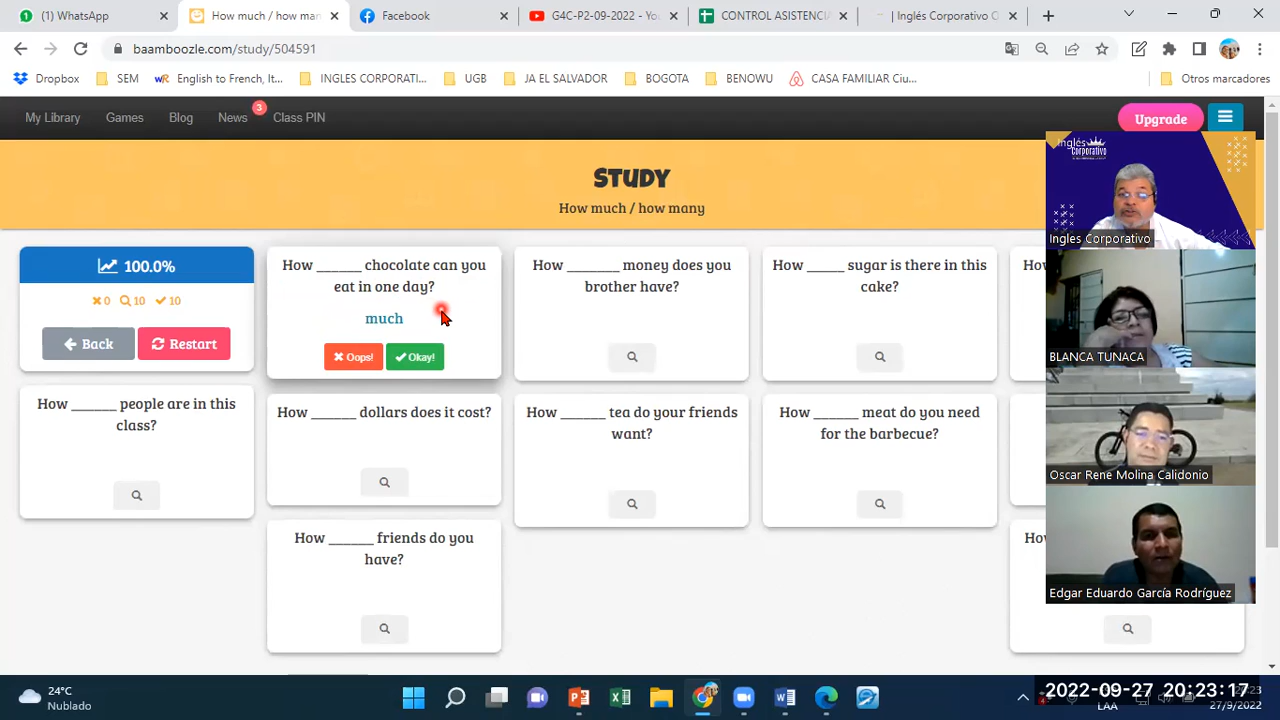 (1) WhatsApp
How much / how man
Facebook
G4C-P2-09-2022 - Yo
CONTROL ASISTENCIA
| Inglés Corporativo
baamboozle.com/study/504591
Dropbox
SEM
English to French, It...
INGLES CORPORATI...
UGB
JA EL SALVADOR
BOGOTA
BENOWU
CASA FAMILIAR Ciu...
Otros marcadores
My Library
Games
Blog
News
3
Class PIN
Upgrade
STUDY
How much / how many
100.0%
0
10
10
Back
Restart
How ______ chocolate can you
eat in one day?
much
Oops!
Okay!
How _______ money does you
brother have?
How _____ sugar is there in this
cake?
How ______ people are in this
class?
How ______ dollars does it cost?
How ______ tea do your friends
want?
How ______ meat do you need
for the barbecue?
How ______ friends do you
have?
Inglés
Corporativo
Ingles Corporativo
BLANCA TUNACA
Oscar Rene Molina Calidonio
Edgar Eduardo García Rodríguez
24°C
Nublado
2022-09-27 20:23:17
LAA
27/9/2022